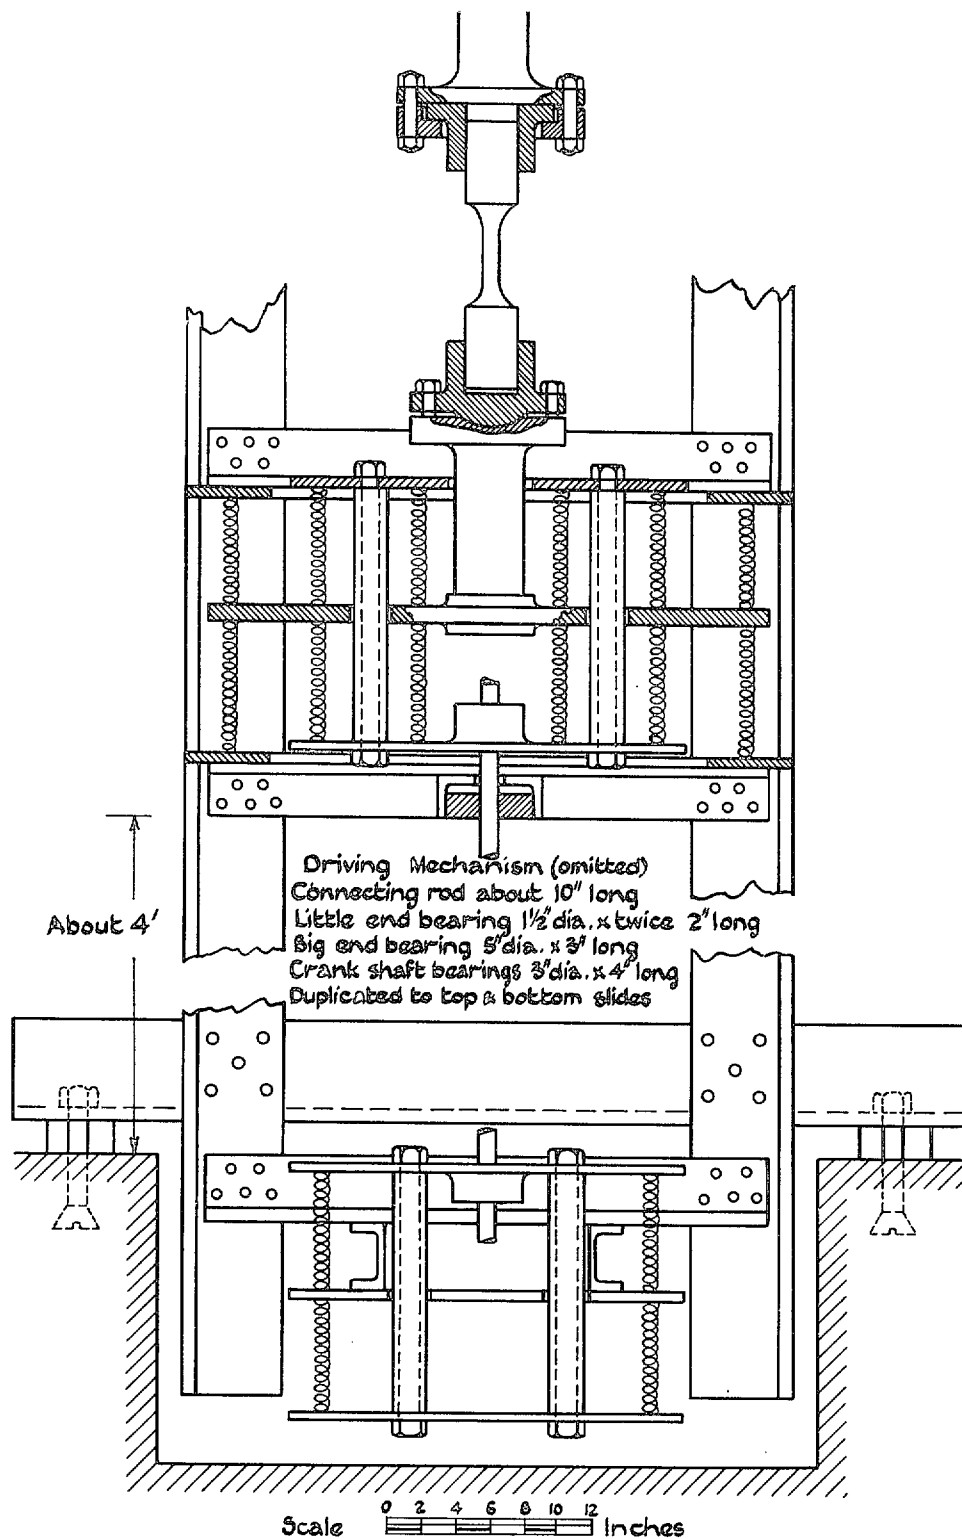 Driving Mechanism (omitted)
Connecting rod about 10" long
Little end bearing 1½" dia. x twice 2" long
Big end bearing 5" dia. x 3" long
Crank shaft bearings 3" dia. x 4" long
Duplicated to top & bottom slides
About 4'
0 2 4 6 8 10 12
Scale Inches